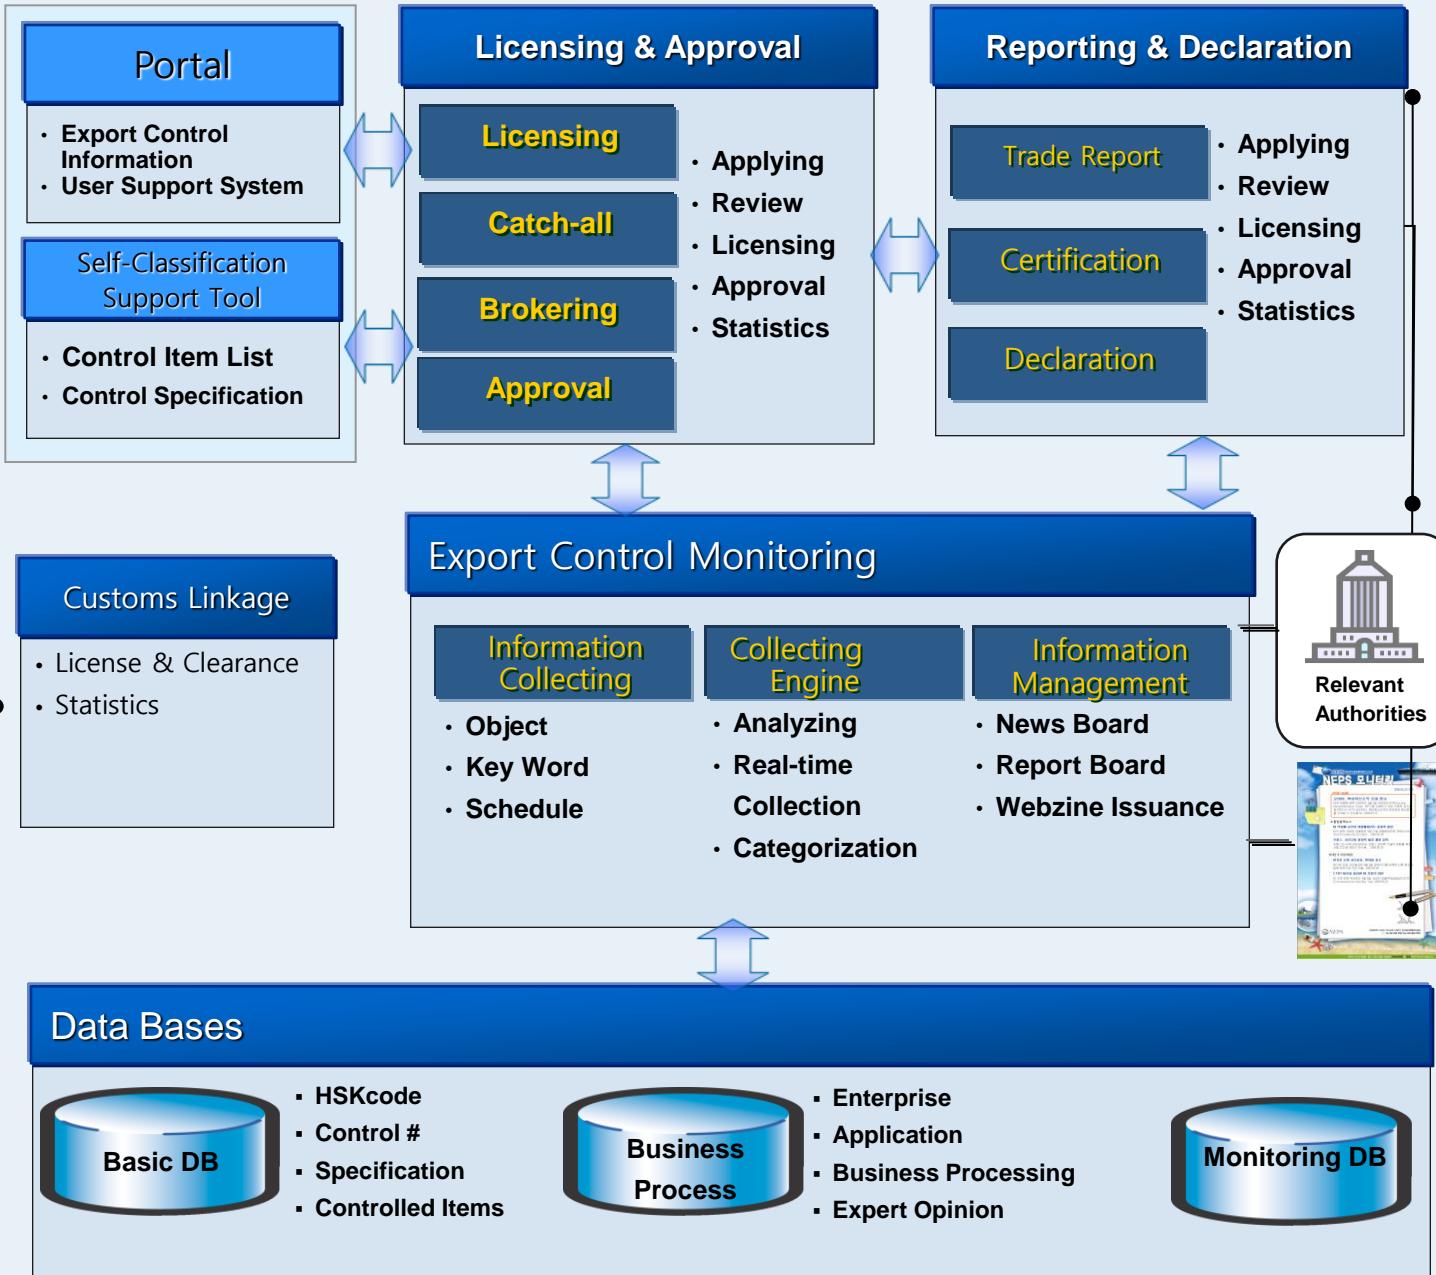 Portal
• Export Control
Information
• User Support System
Self-Classification
Support Tool
• Control Item List
• Control Specification
Licensing & Approval
Licensing
Catch-all
Brokering
Approval
• Applying
• Review
• Licensing
• Approval
• Statistics
Reporting & Declaration
Trade Report
Certification
Declaration
• Applying
• Review
• Licensing
• Approval
• Statistics
Customs Linkage
• License & Clearance
• Statistics
Export Control Monitoring
Information
Collecting
• Object
• Key Word
• Schedule
Collecting
Engine
• Analyzing
• Real-time
Collection
• Categorization
Information
Management
• News Board
• Report Board
• Webzine Issuance
Relevant
Authorities
NEPS 모니터링
Data Bases
Basic DB
▪ HSKcode
▪ Control #
▪ Specification
▪ Controlled Items
Business
Process
▪ Enterprise
▪ Application
▪ Business Processing
▪ Expert Opinion
Monitoring DB